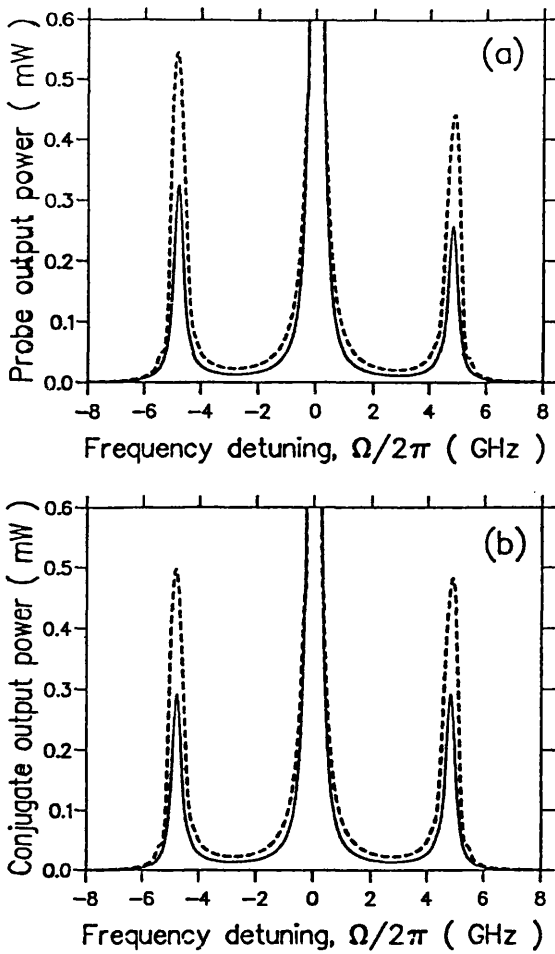 (a)
Probe output power ( mW )
0.6
0.5
0.4
0.3
0.2
0.1
0.0
−8 −6 −4 −2 0 2 4 6 8
Frequency detuning, Ω/2π ( GHz )
(b)
Conjugate output power ( mW )
0.6
0.5
0.4
0.3
0.2
0.1
0.0
−8 −6 −4 −2 0 2 4 6 8
Frequency detuning, Ω/2π ( GHz )